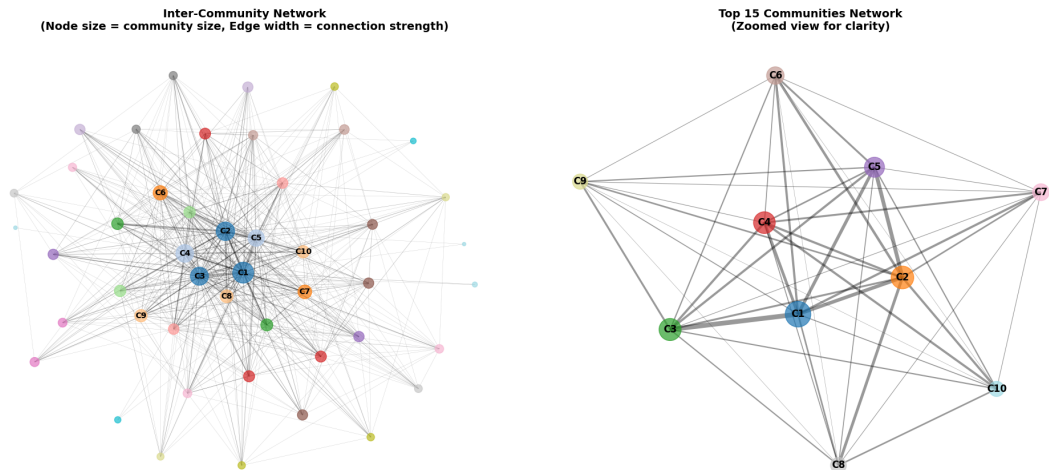 Inter-Community Network
(Node size = community size, Edge width = connection strength)
C6
C2
C5
C4
C10
C3
C1
C8
C7
C9
Top 15 Communities Network
(Zoomed view for clarity)
C6
C5
C9
C7
C4
C2
C1
C3
C10
C8